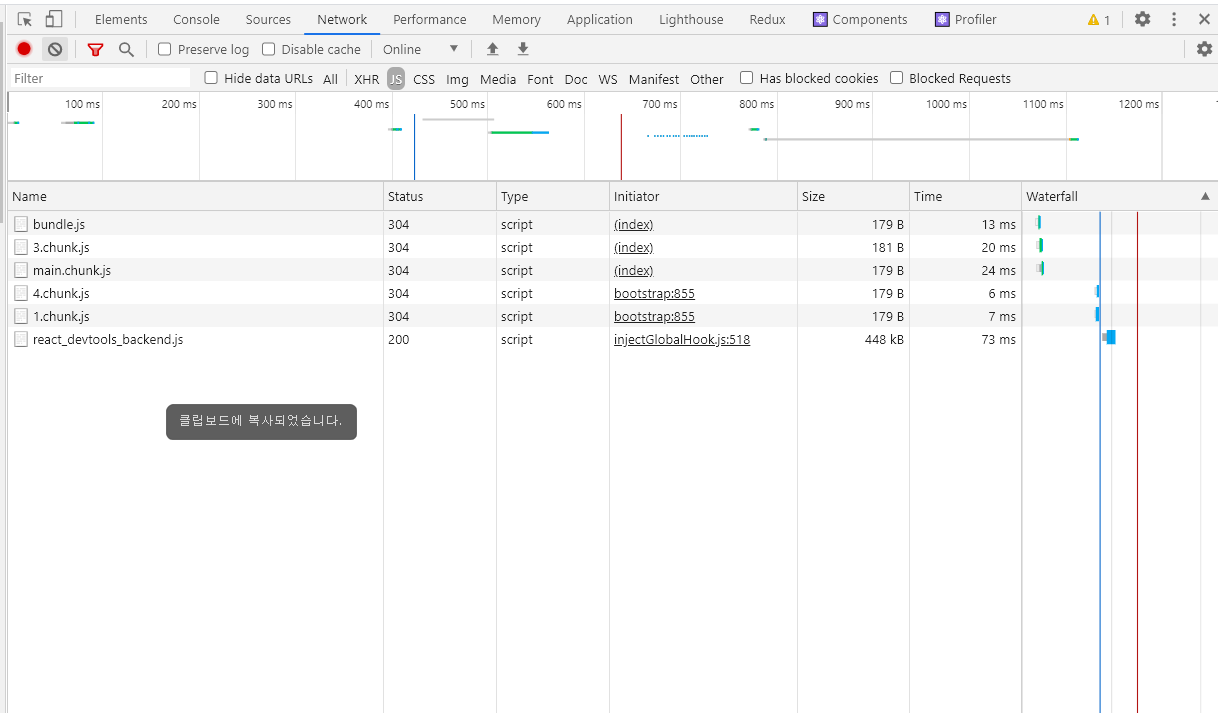 Elements Console Sources Network Performance Memory Application Lighthouse Redux Components Profiler 1
Preserve log Disable cache Online
Filter Hide data URLs All XHR JS CSS Img Media Font Doc WS Manifest Other Has blocked cookies Blocked Requests
100 ms 200 ms 300 ms 400 ms 500 ms 600 ms 700 ms 800 ms 900 ms 1000 ms 1100 ms 1200 ms
Name Status Type Initiator Size Time Waterfall
bundle.js 304 script (index) 179 B 13 ms
3.chunk.js 304 script (index) 181 B 20 ms
main.chunk.js 304 script (index) 179 B 24 ms
4.chunk.js 304 script bootstrap:855 179 B 6 ms
1.chunk.js 304 script bootstrap:855 179 B 7 ms
react_devtools_backend.js 200 script injectGlobalHook.js:518 448 kB 73 ms
클립보드에 복사되었습니다.